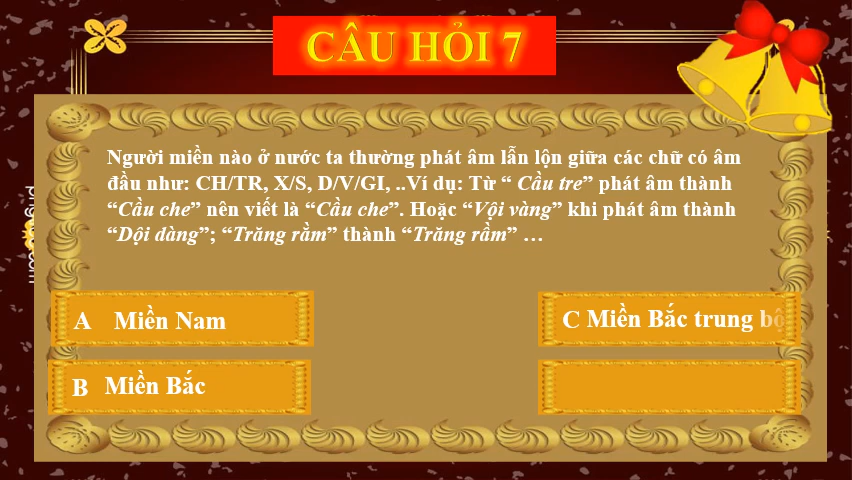 CÂU HỎI 7
Người miền nào ở nước ta thường phát âm lẫn lộn giữa các chữ có âm
đầu như: CH/TR, X/S, D/V/GI, ..Ví dụ: Từ “ Cầu tre” phát âm thành
“Cầu che” nên viết là “Cầu che”. Hoặc “Vội vàng” khi phát âm thành
“Dội dàng”; “Trăng rằm” thành “Trăng rầm” …
A Miền Nam
C Miền Bắc trung bộ
B Miền Bắc